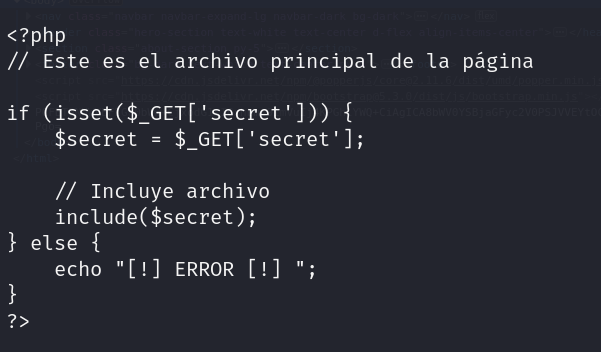 <?php
// Este es el archivo principal de la página
if (isset($_GET['secret'])) {
    $secret = $_GET['secret'];
    // Incluye archivo
    include($secret);
} else {
    echo "[!] ERROR [!] ";
}
?>